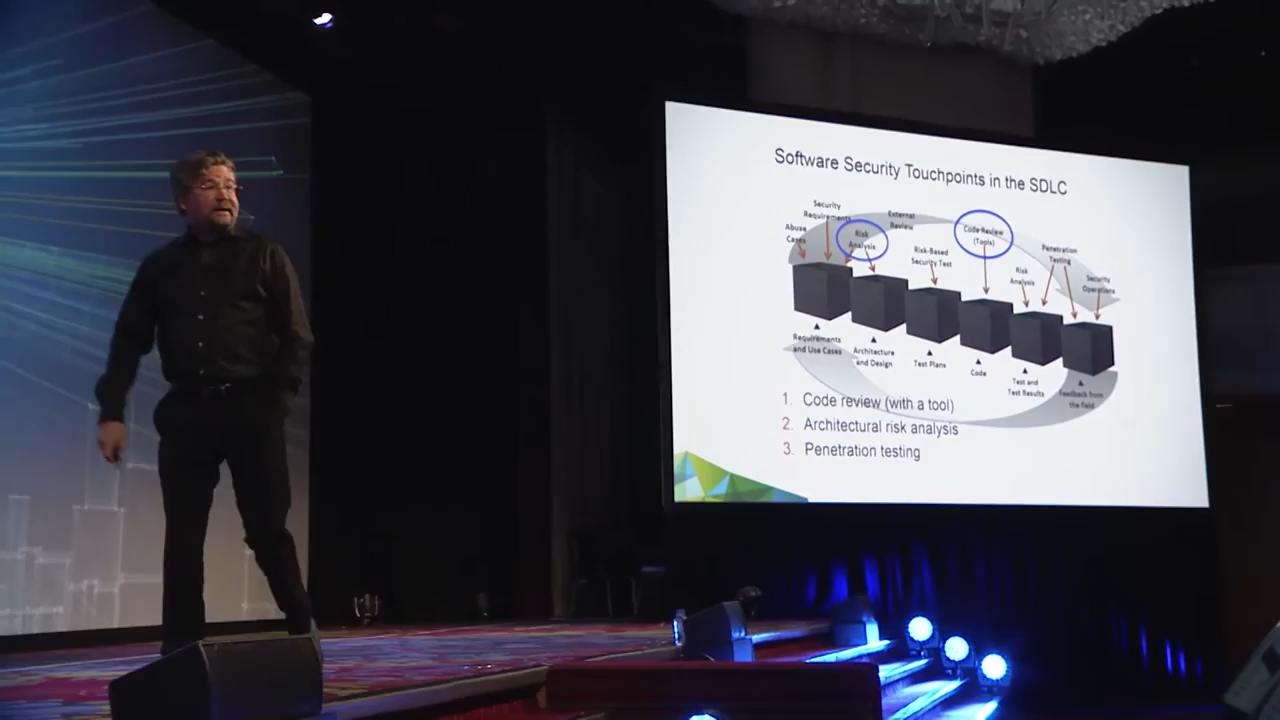 Software Security Touchpoints in the SDLC
Security
Requirements
External
Review
Code Review
(Tools)
Abuse
Cases
Risk
Analysis
Risk-Based
Security Test
Penetration
Testing
Risk
Analysis
Security
Operations
Requirements
and Use Cases
Architecture
and Design
Test Plans
Code
Test and
Test Results
Feedback from
the Field
1. Code review (with a tool)
2. Architectural risk analysis
3. Penetration testing